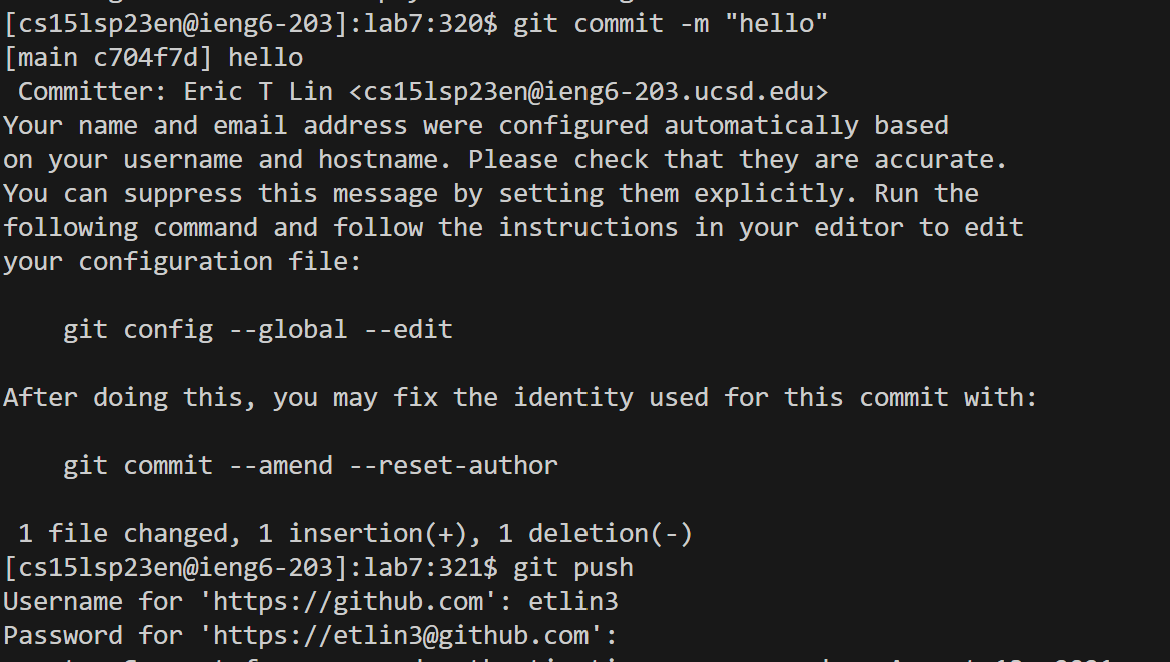 [cs15lsp23en@ieng6-203]:lab7:320$ git commit -m "hello"
[main c704f7d] hello
 Committer: Eric T Lin <cs15lsp23en@ieng6-203.ucsd.edu>
Your name and email address were configured automatically based
on your username and hostname. Please check that they are accurate.
You can suppress this message by setting them explicitly. Run the
following command and follow the instructions in your editor to edit
your configuration file:

    git config --global --edit

After doing this, you may fix the identity used for this commit with:

    git commit --amend --reset-author

 1 file changed, 1 insertion(+), 1 deletion(-)
[cs15lsp23en@ieng6-203]:lab7:321$ git push
Username for 'https://github.com': etlin3
Password for 'https://etlin3@github.com':